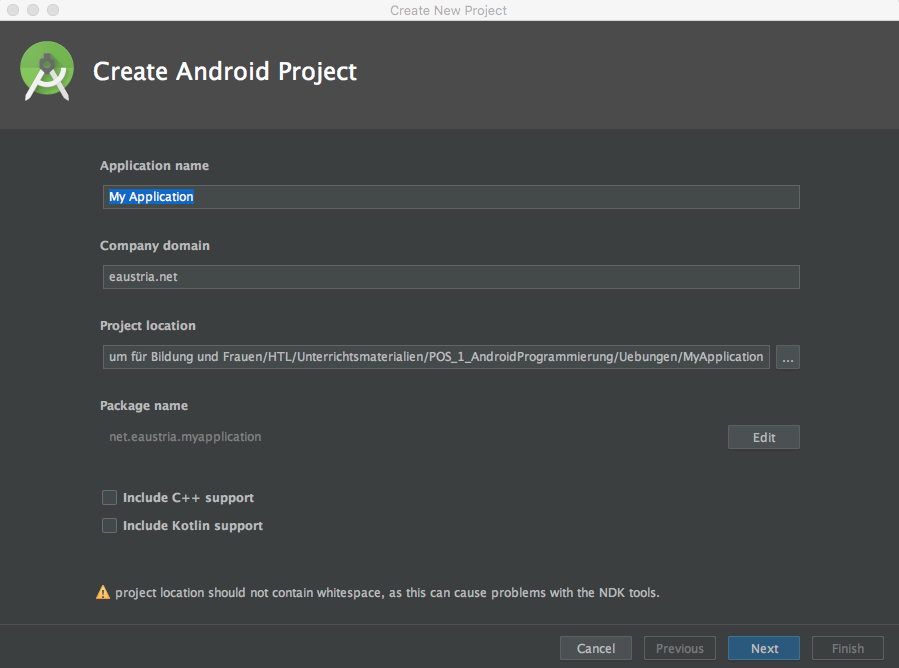 Create New Project
Create Android Project
Application name
My Application
Company domain
eaustria.net
Project location
um für Bildung und Frauen/HTL/Unterrichtsmaterialien/POS_1_AndroidProgrammierung/Uebungen/MyApplication
...
Package name
net.eaustria.myapplication
Edit
Include C++ support
Include Kotlin support
project location should not contain whitespace, as this can cause problems with the NDK tools.
Cancel Previous Next Finish